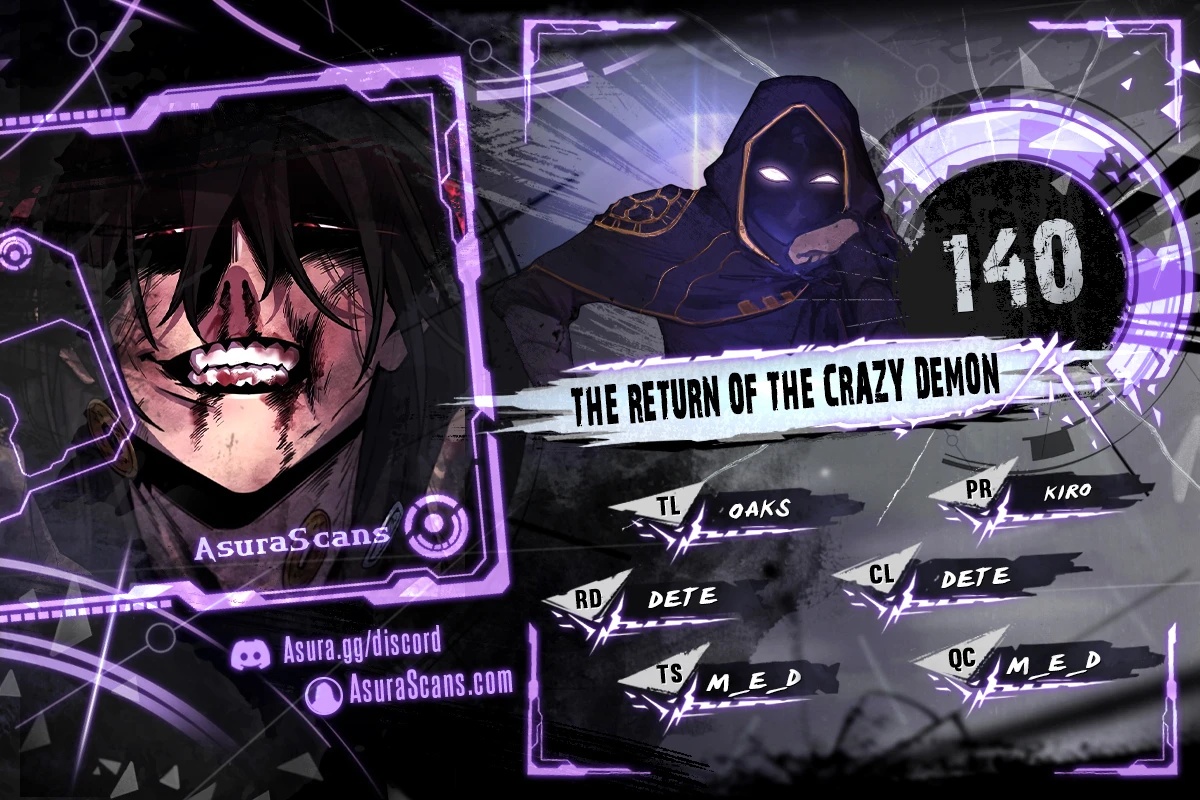 AsuraScans
Asura.gg/discord
AsuraScans.com
140
THE RETURN OF THE CRAZY DEMON
TL OAKS
PR KIRO
RD DETE
CL DETE
TS M_E_D
QC M_E_D